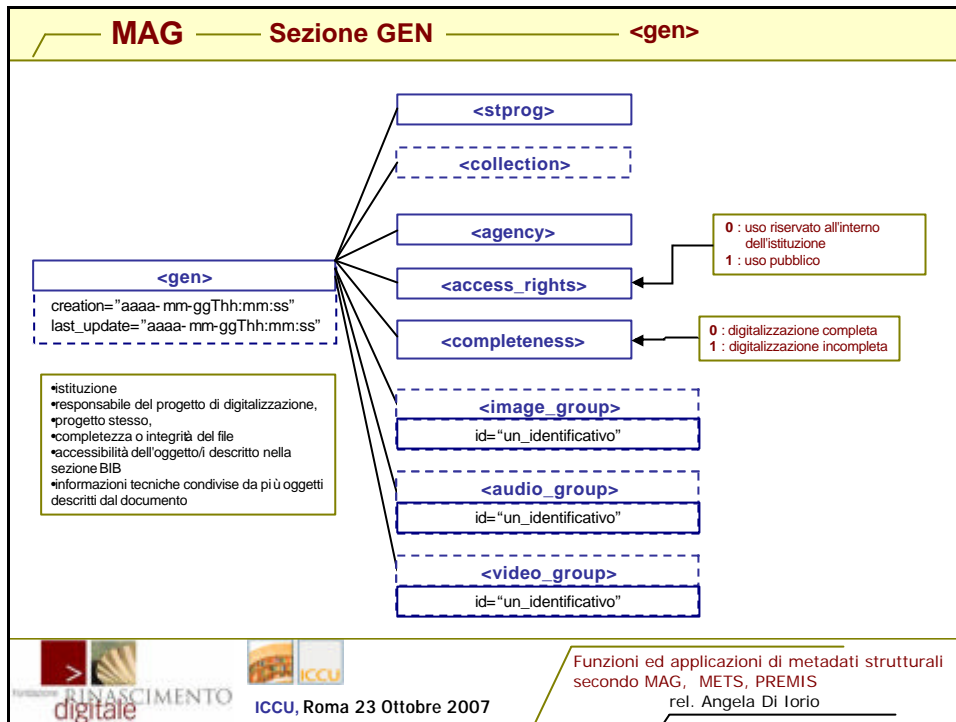 MAG Sezione GEN <gen>
<stprog>
<collection>
<agency>
0 : uso riservato all'interno
dell'istituzione
1 : uso pubblico
<gen>
creation="aaaa-mm-ggThh:mm:ss"
last_update="aaaa-mm-ggThh:mm:ss"
<access_rights>
<completeness>
0 : digitalizzazione completa
1 : digitalizzazione incompleta
•istituzione
•responsabile del progetto di digitalizzazione,
•progetto stesso,
•completezza o integrità del file
•accessibilità dell'oggetto/i descritto nella
sezione BIB
•informazioni tecniche condivise da più oggetti
descritti dal documento
<image_group>
id="un_identificativo"
<audio_group>
id="un_identificativo"
<video_group>
id="un_identificativo"
Fondazione RINASCIMENTO
digitale
ICCU
ICCU, Roma 23 Ottobre 2007
Funzioni ed applicazioni di metadati strutturali
secondo MAG, METS, PREMIS
rel. Angela Di Iorio